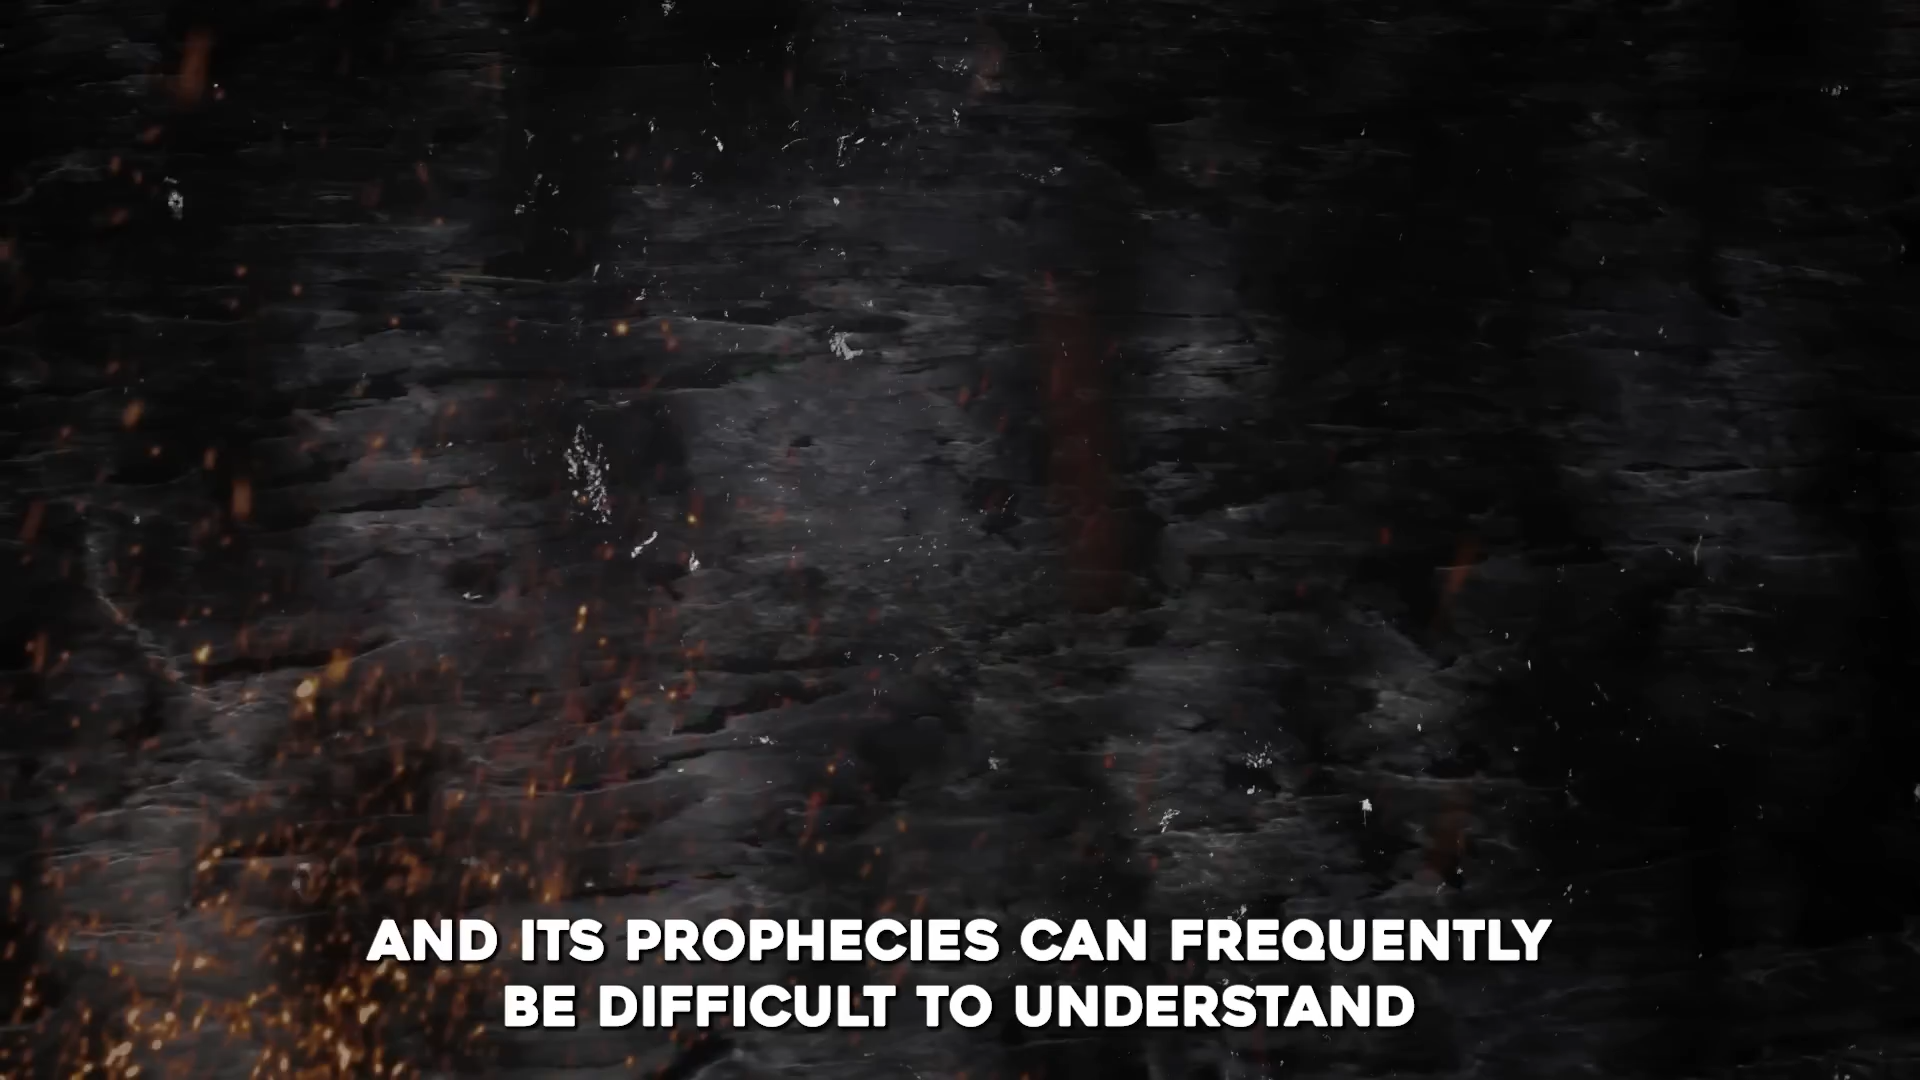 AND ITS PROPHECIES CAN FREQUENTLY
BE DIFFICULT TO UNDERSTAND